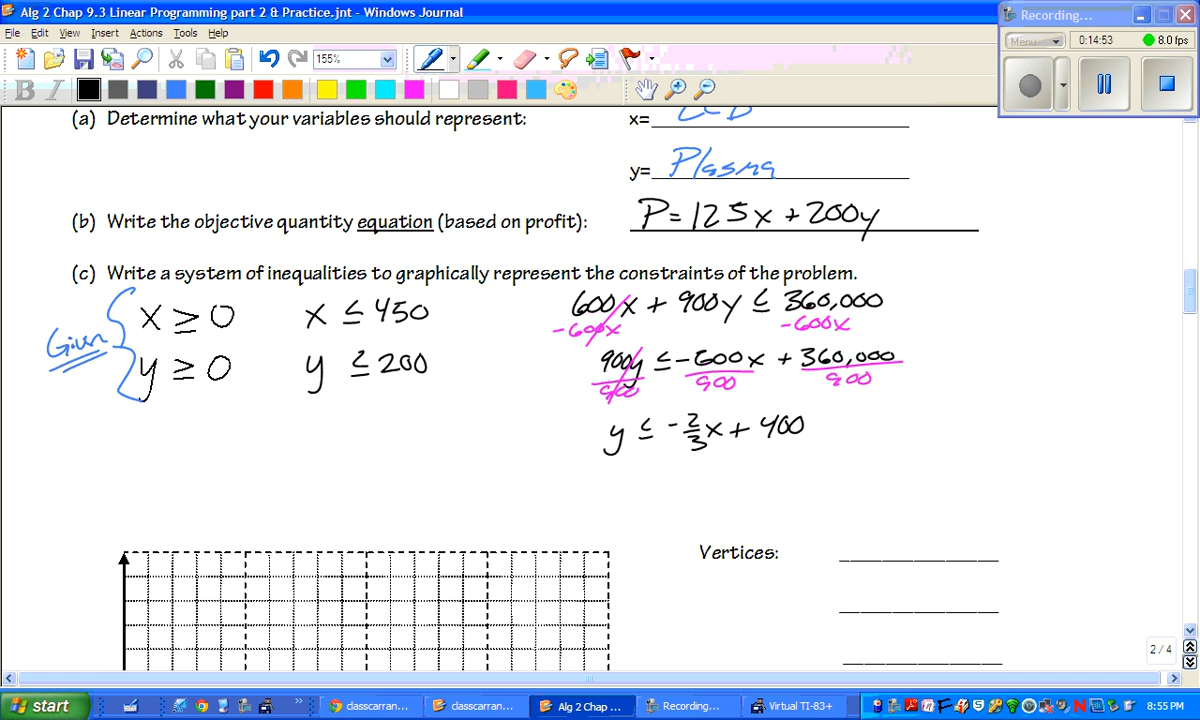 Alg 2 Chap 9.3 Linear Programming part 2 & Practice.jnt - Windows Journal
File Edit View Insert Actions Tools Help
155%
Recording...
Menu 0:14:53 8.0 fps
(a) Determine what your variables should represent: x= LCD
y= Plasma
(b) Write the objective quantity equation (based on profit): P = 125x + 200y
(c) Write a system of inequalities to graphically represent the constraints of the problem.
Given
x ≥ 0 x ≤ 450 600x + 900y ≤ 360,000
-600x -600x
y ≥ 0 y ≤ 200 900y ≤ -600x + 360,000
900 900 900
y ≤ -2/3x + 400
Vertices:
2 / 4
start classcarran... classcarran... Alg 2 Chap ... Recording... Virtual TI-83+ 8:55 PM